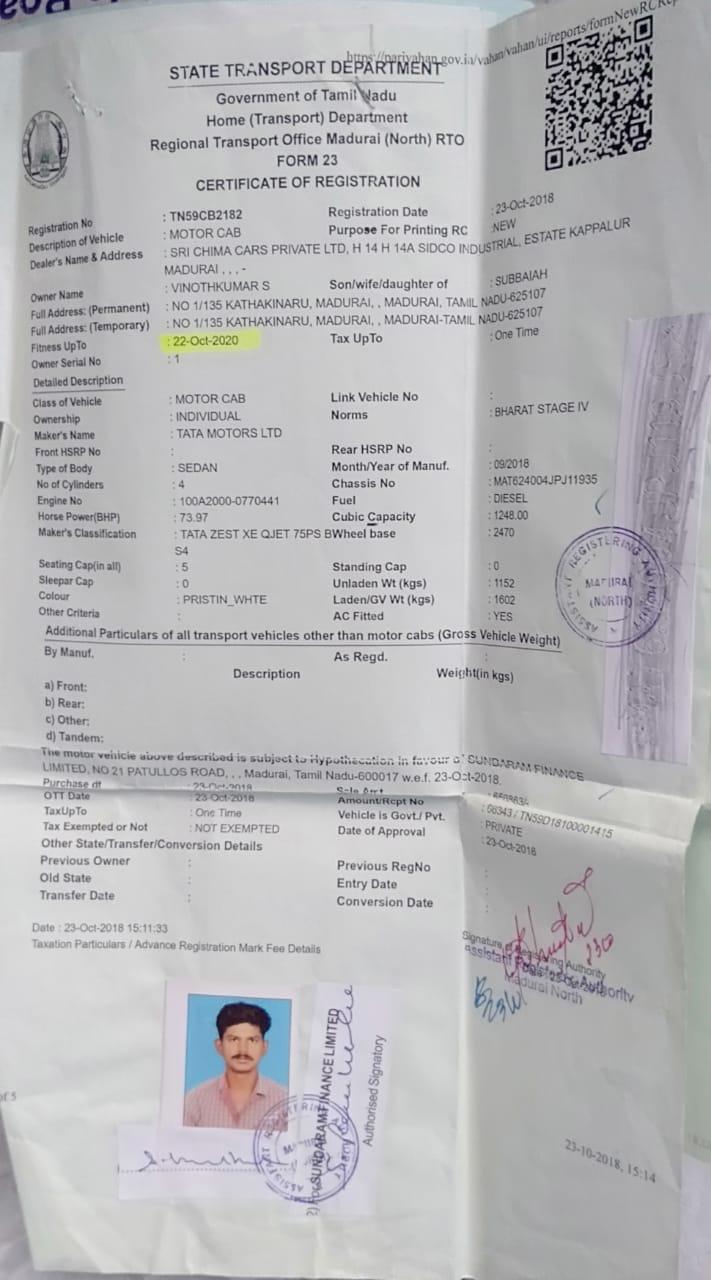 https://parivahan.gov.in/vahan/vahan/ui/reports/formNewRCRep
STATE TRANSPORT DEPARTMENT
Government of Tamil Nadu
Home (Transport) Department
Regional Transport Office Madurai (North) RTO
FORM 23
CERTIFICATE OF REGISTRATION
Registration No : TN59CB2182 Registration Date : 23-Oct-2018
Description of Vehicle : MOTOR CAB Purpose For Printing RC : NEW
Dealer's Name & Address : SRI CHIMA CARS PRIVATE LTD, H 14 H 14A SIDCO INDUSTRIAL, ESTATE KAPPALUR
MADURAI , , , -
Owner Name : VINOTHKUMAR S Son/wife/daughter of : SUBBAIAH
Full Address: (Permanent) : NO 1/135 KATHAKINARU, MADURAI, , MADURAI, TAMIL NADU-625107
Full Address: (Temporary) : NO 1/135 KATHAKINARU, MADURAI, , MADURAI-TAMIL NADU-625107
Fitness UpTo : 22-Oct-2020 Tax UpTo : One Time
Owner Serial No : 1
Detailed Description
Class of Vehicle : MOTOR CAB Link Vehicle No :
Ownership : INDIVIDUAL Norms : BHARAT STAGE IV
Maker's Name : TATA MOTORS LTD
Front HSRP No : Rear HSRP No :
Type of Body : SEDAN Month/Year of Manuf. : 09/2018
No of Cylinders : 4 Chassis No : MAT624004JPJ11935
Engine No : 100A2000-0770441 Fuel : DIESEL
Horse Power(BHP) : 73.97 Cubic Capacity : 1248.00
Maker's Classification : TATA ZEST XE QJET 75PS B Wheel base : 2470
S4
Seating Cap(in all) : 5 Standing Cap : 0
Sleepar Cap : 0 Unladen Wt (kgs) : 1152
Colour : PRISTIN_WHTE Laden/GV Wt (kgs) : 1602
Other Criteria : AC Fitted : YES
Additional Particulars of all transport vehicles other than motor cabs (Gross Vehicle Weight)
By Manuf. : As Regd. :
Description Weight(in kgs)
a) Front:
b) Rear:
c) Other:
d) Tandem:
The motor vehicle above described is subject to Hypothecation in favour of SUNDARAM FINANCE
LIMITED, NO 21 PATULLOS ROAD, , , Madurai, Tamil Nadu-600017 w.e.f. 23-Oct-2018.
Purchase dt : 23-Oct-2018 Sale Amt
OTT Date : 23-Oct-2018 Amount/Rcpt No : 66343 / TN59D18100001415
TaxUpTo : One Time Vehicle is Govt./ Pvt. : PRIVATE
Tax Exempted or Not : NOT EXEMPTED Date of Approval : 23-Oct-2018
Other State/Transfer/Conversion Details
Previous Owner : Previous RegNo :
Old State : Entry Date :
Transfer Date : Conversion Date :
Date : 23-Oct-2018 15:11:33
Taxation Particulars / Advance Registration Mark Fee Details
Signature of Registering Authority
Assistant Registering Authority
Madurai North
ASSISTANT REGISTERING AUTHORITY
MADURAI
(NORTH)
SUNDARAM FINANCE LIMITED
Authorised Signatory
of 5
23-10-2018, 15:14